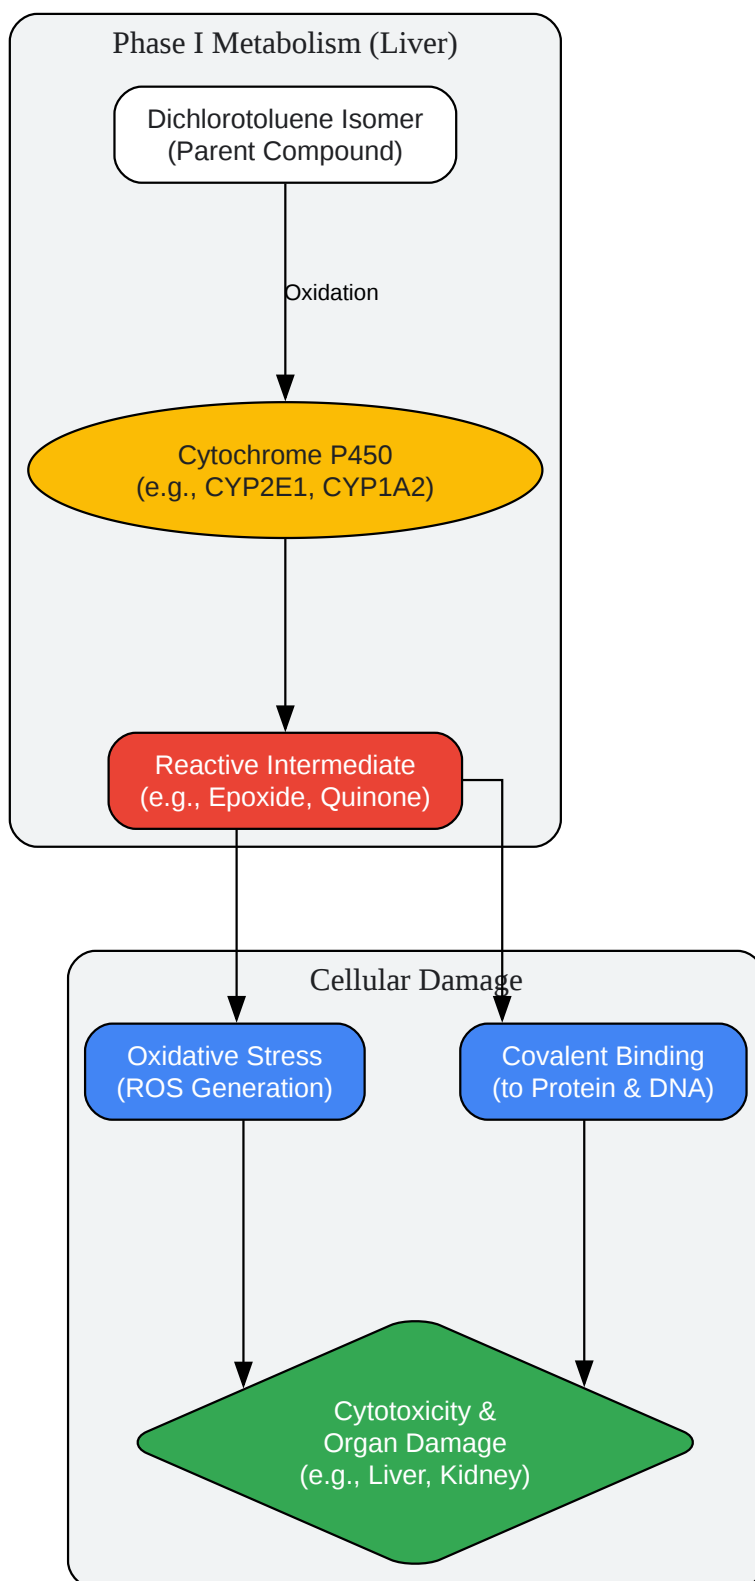 Phase I Metabolism (Liver)
Dichlorotoluene Isomer
(Parent Compound)
Oxidation
Cytochrome P450
(e.g., CYP2E1, CYP1A2)
Reactive Intermediate
(e.g., Epoxide, Quinone)
Cellular Damage
Oxidative Stress
(ROS Generation)
Covalent Binding
(to Protein & DNA)
Cytotoxicity &
Organ Damage
(e.g., Liver, Kidney)